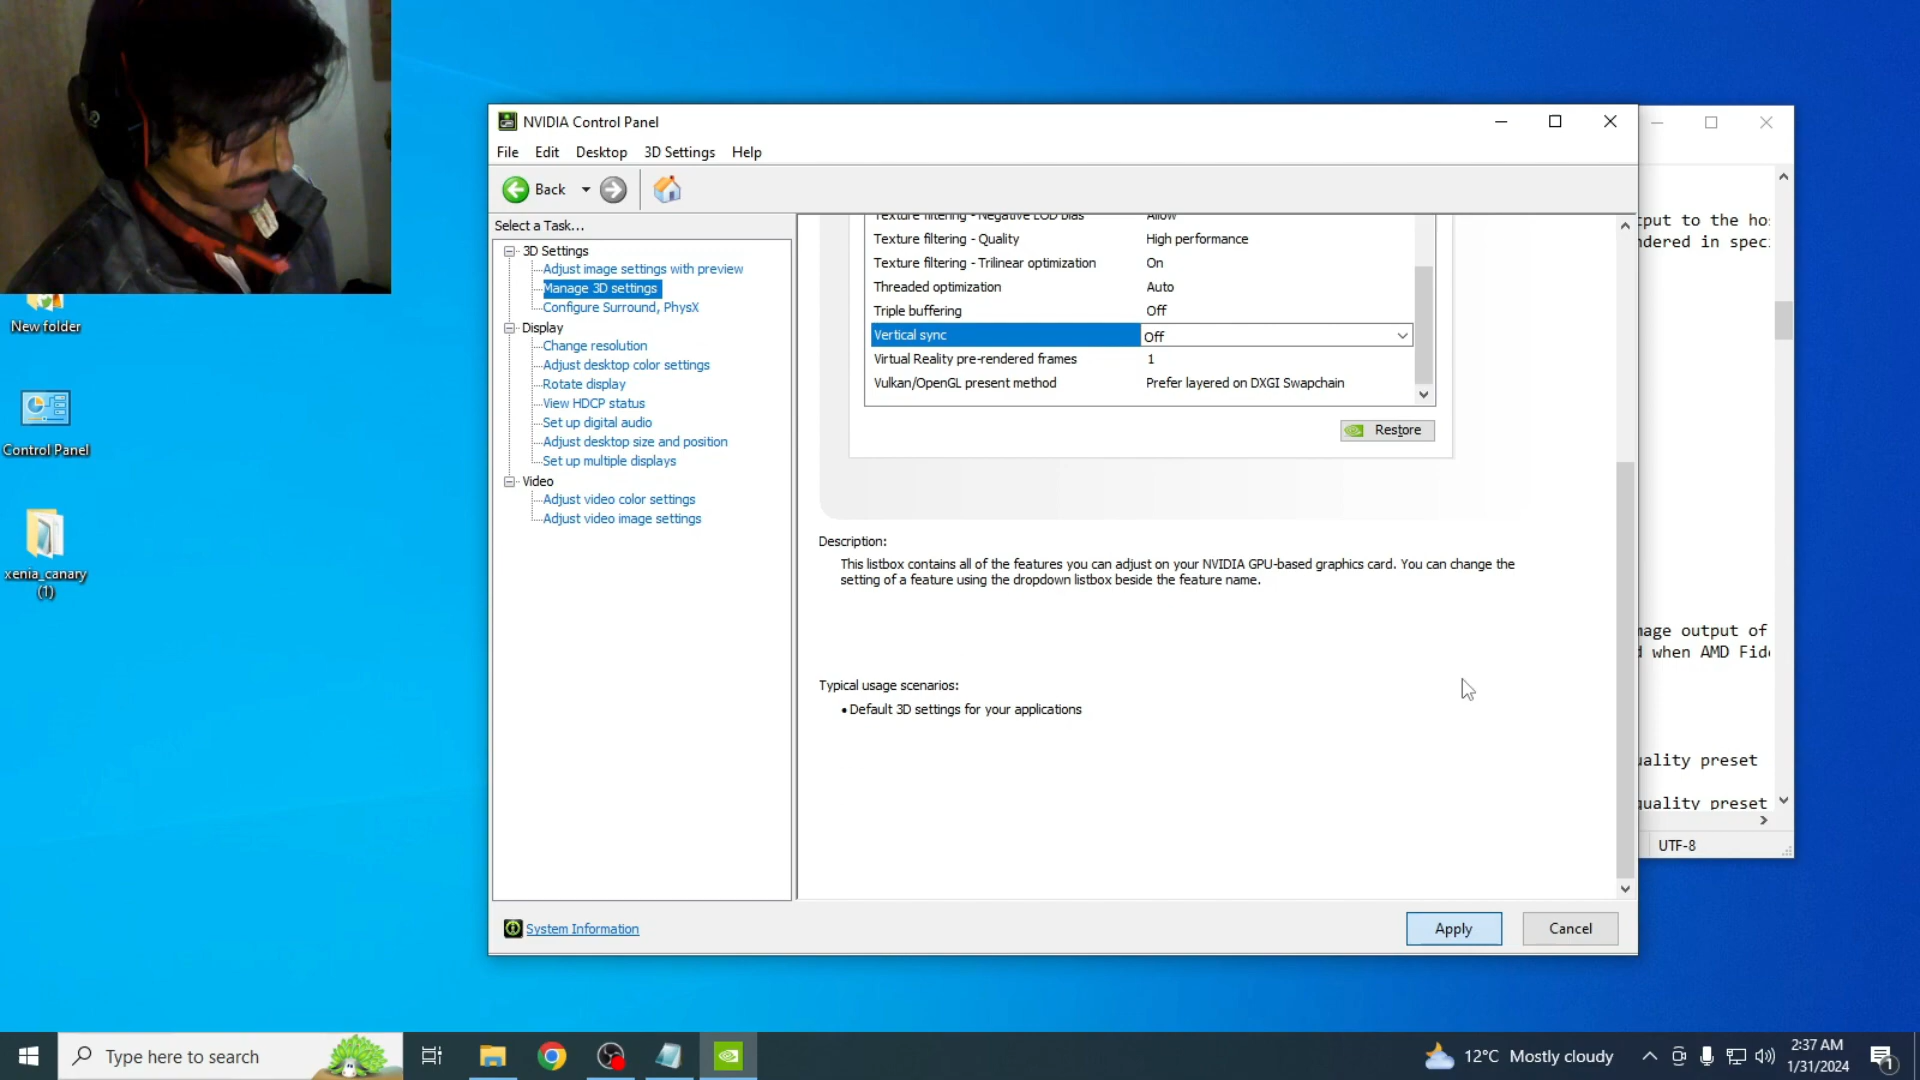 NVIDIA Control Panel
File Edit Desktop 3D Settings Help
Back
Select a Task...
3D Settings
Adjust image settings with preview
Manage 3D settings
Configure Surround, PhysX
Display
Change resolution
Adjust desktop color settings
Rotate display
View HDCP status
Set up digital audio
Adjust desktop size and position
Set up multiple displays
Video
Adjust video color settings
Adjust video image settings
Texture filtering - Negative LOD bias Allow
Texture filtering - Quality High performance
Texture filtering - Trilinear optimization On
Threaded optimization Auto
Triple buffering Off
Vertical sync Off
Virtual Reality pre-rendered frames 1
Vulkan/OpenGL present method Prefer layered on DXGI Swapchain
Restore
Description:
This listbox contains all of the features you can adjust on your NVIDIA GPU-based graphics card. You can change the
setting of a feature using the dropdown listbox beside the feature name.
Typical usage scenarios:
•Default 3D settings for your applications
System Information
Apply
Cancel
to the
in
output of
when AMD
preset
quality preset
UTF-8
New folder
Control Panel
xenia_canary
(1)
Type here to search
12°C Mostly cloudy
2:37 AM
1/31/2024
1